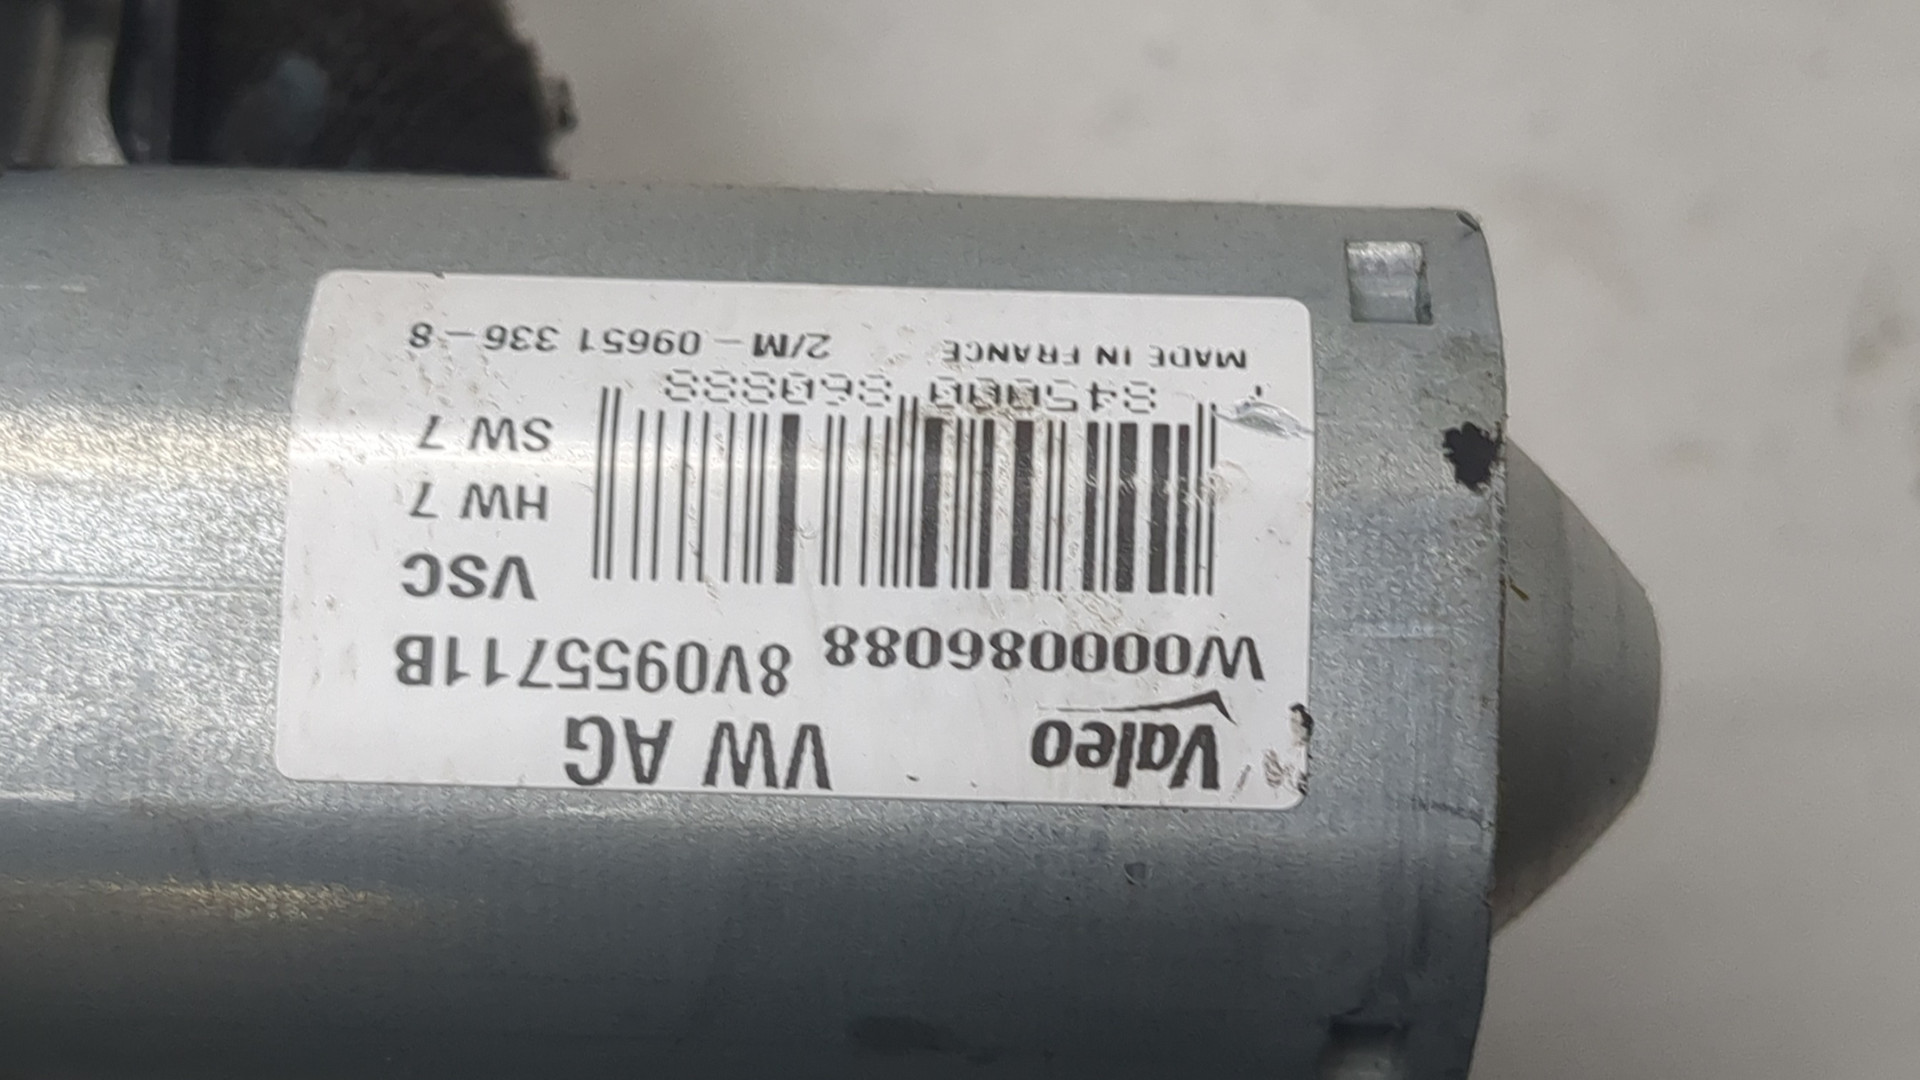 Valeo VW AG
W000086088 8V0955711B
VSC
HW 7
SW 7
845000 860888
MADE IN FRANCE 2/M - 09651 336-8